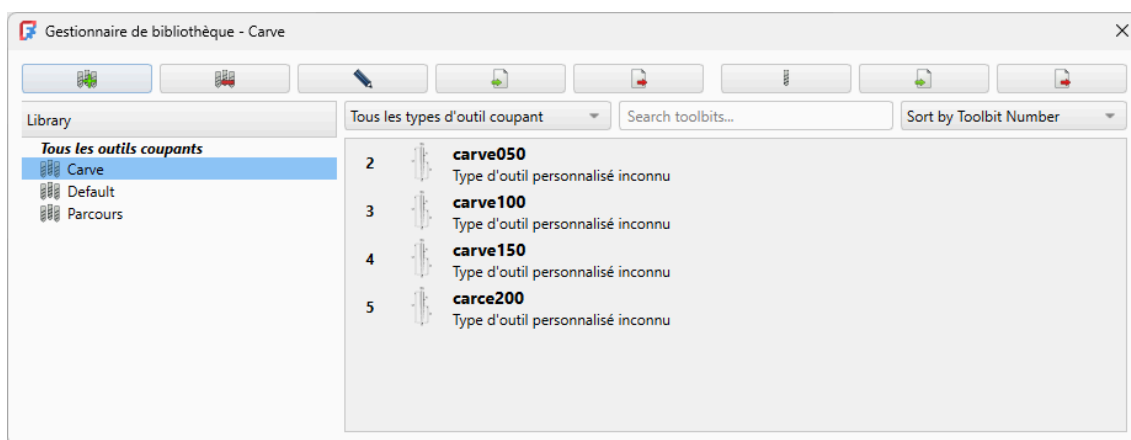 Gestionnaire de bibliothèque - Carve
Library
Tous les types d'outil coupant
Search toolbits...
Sort by Toolbit Number
Tous les outils coupants
Carve
Default
Parcours
2
carve050
Type d'outil personnalisé inconnu
3
carve100
Type d'outil personnalisé inconnu
4
carve150
Type d'outil personnalisé inconnu
5
carce200
Type d'outil personnalisé inconnu